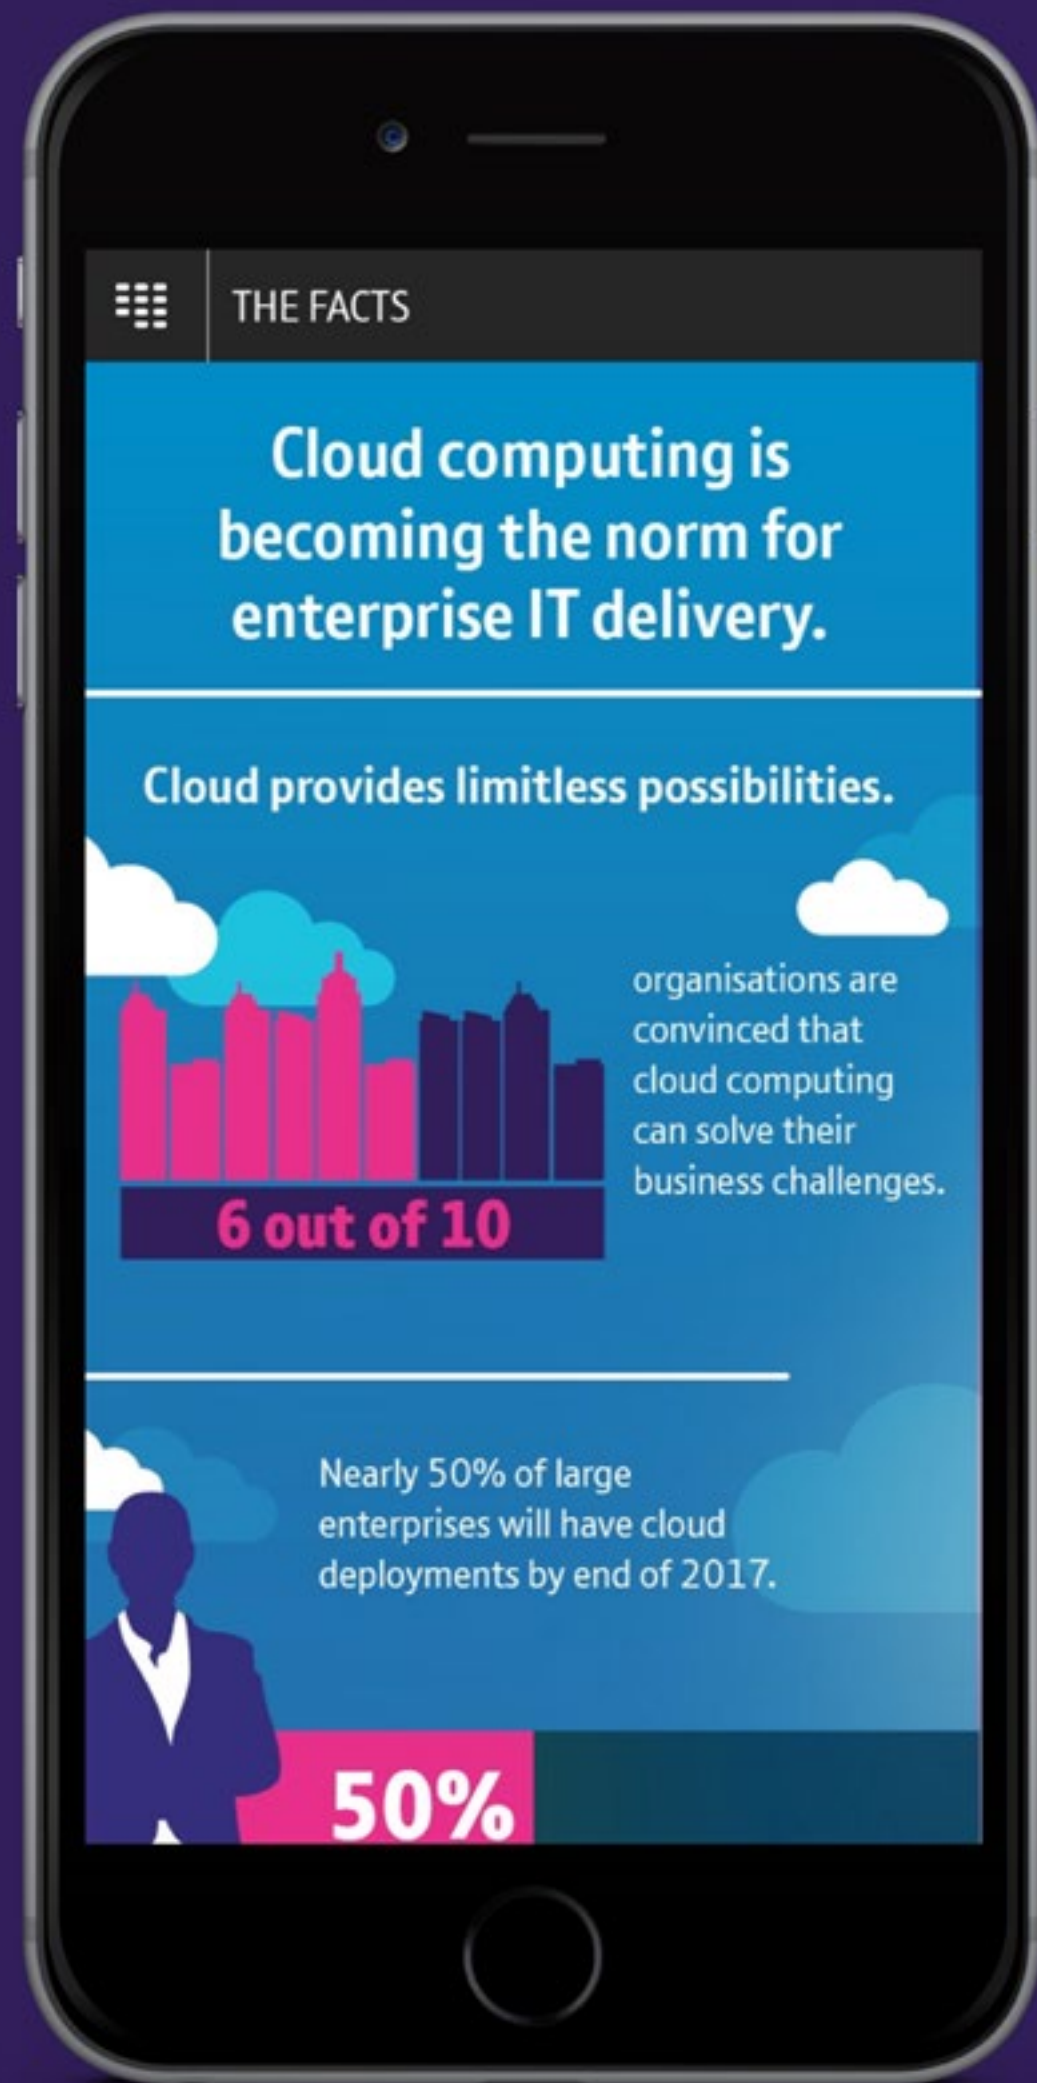 THE FACTS
Cloud computing is
becoming the norm for
enterprise IT delivery.
Cloud provides limitless possibilities.
6 out of 10
organisations are
convinced that
cloud computing
can solve their
business challenges.
Nearly 50% of large
enterprises will have cloud
deployments by end of 2017.
50%